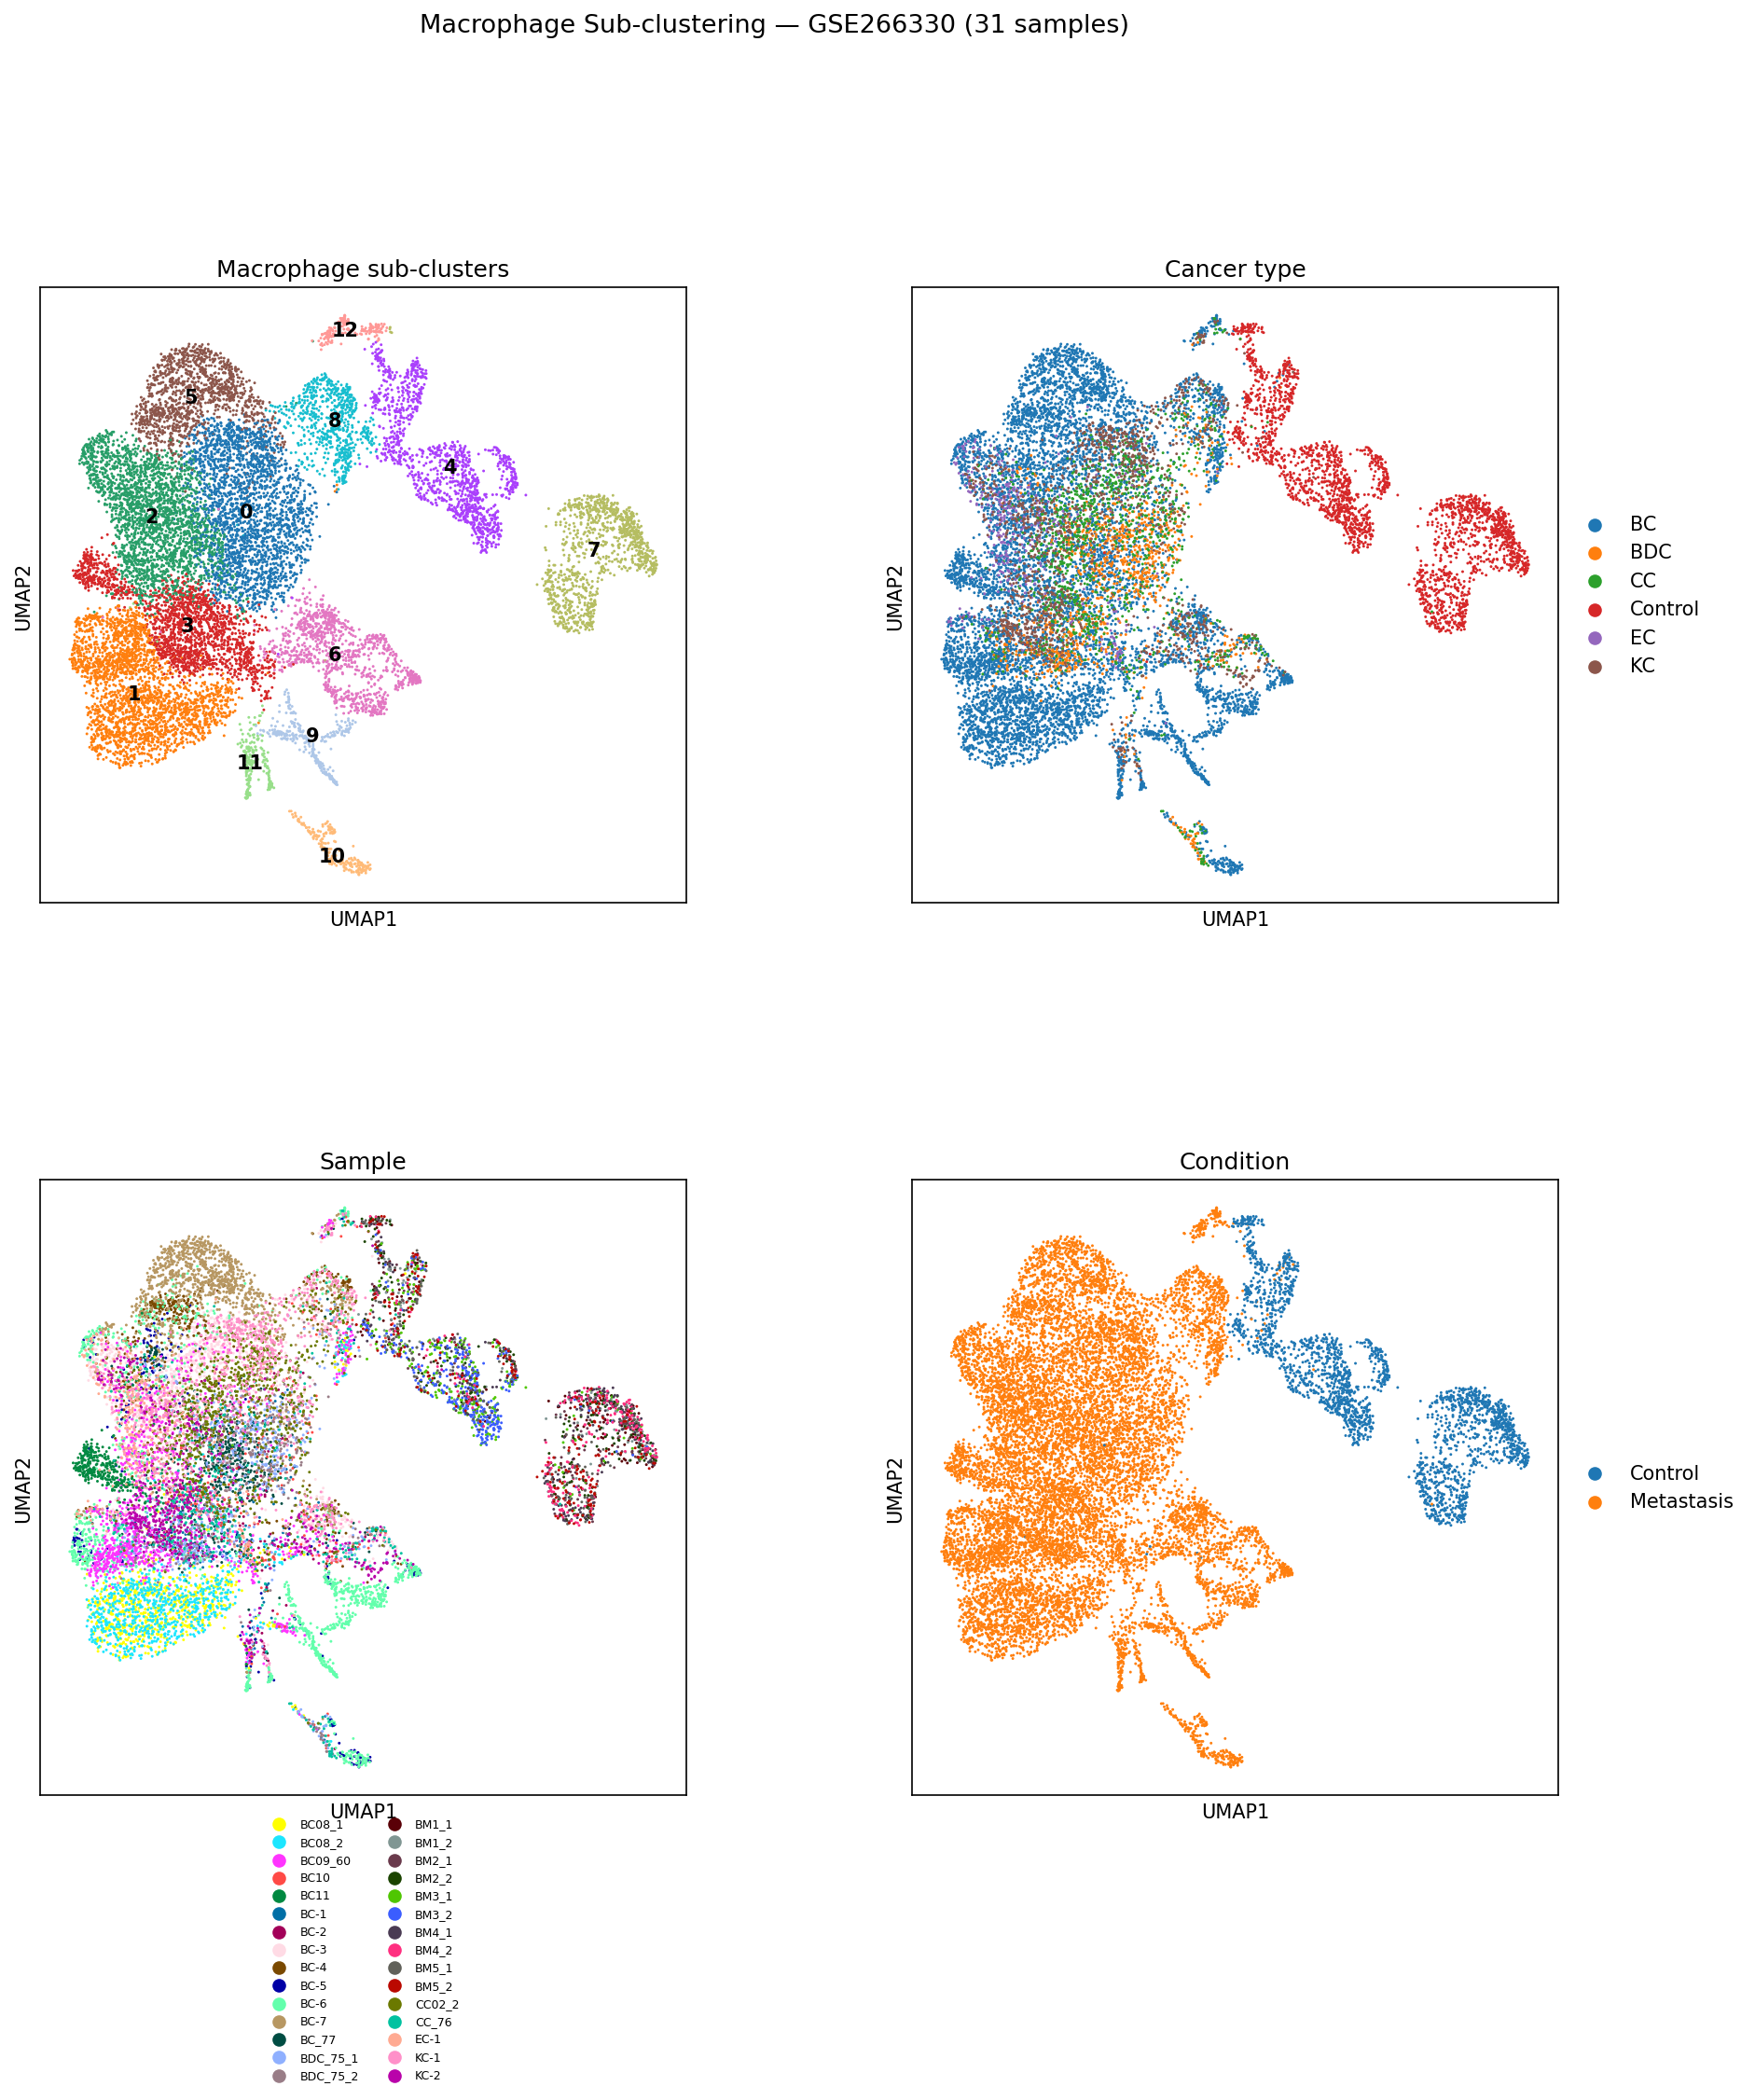 Macrophage Sub-clustering — GSE266330 (31 samples)
Macrophage sub-clusters
12
5
8
4
2
0
7
3
6
1
9
11
10
UMAP2
UMAP1
Cancer type
UMAP2
UMAP1
BC
BDC
CC
Control
EC
KC
Sample
UMAP2
UMAP1
BC08_1
BC08_2
BC09_60
BC10
BC11
BC-1
BC-2
BC-3
BC-4
BC-5
BC-6
BC-7
BC_77
BDC_75_1
BDC_75_2
BM1_1
BM1_2
BM2_1
BM2_2
BM3_1
BM3_2
BM4_1
BM4_2
BM5_1
BM5_2
CC02_2
CC_76
EC-1
KC-1
KC-2
Condition
UMAP2
UMAP1
Control
Metastasis